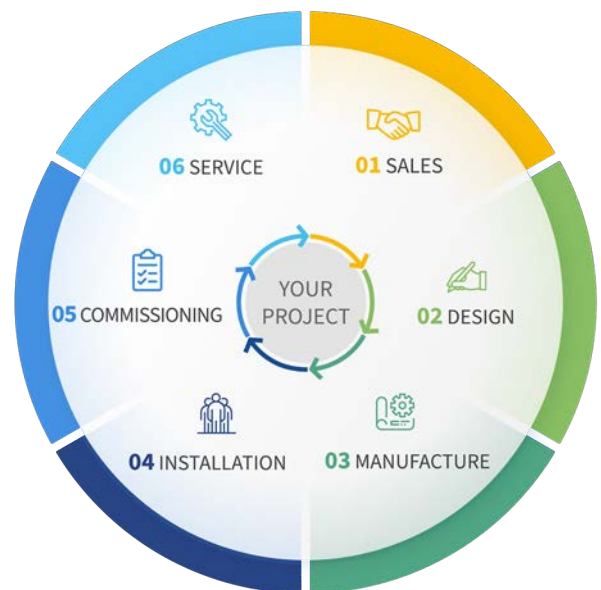 01 SALES
02 DESIGN
03 MANUFACTURE
04 INSTALLATION
05 COMMISSIONING
06 SERVICE
YOUR
PROJECT